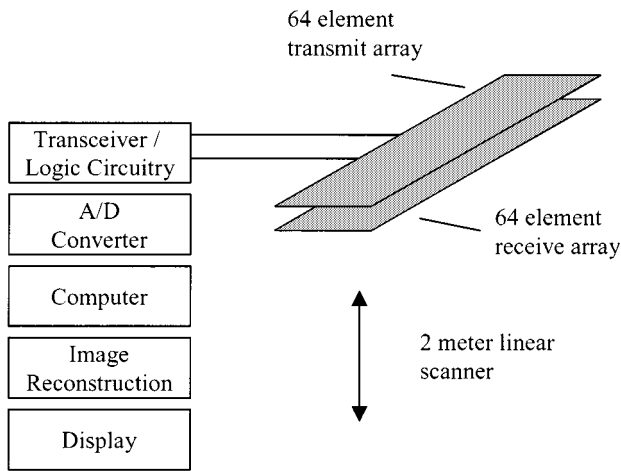 64 element
transmit array
Transceiver /
Logic Circuitry
A/D
Converter
64 element
receive array
Computer
Image
Reconstruction
2 meter linear
scanner
Display